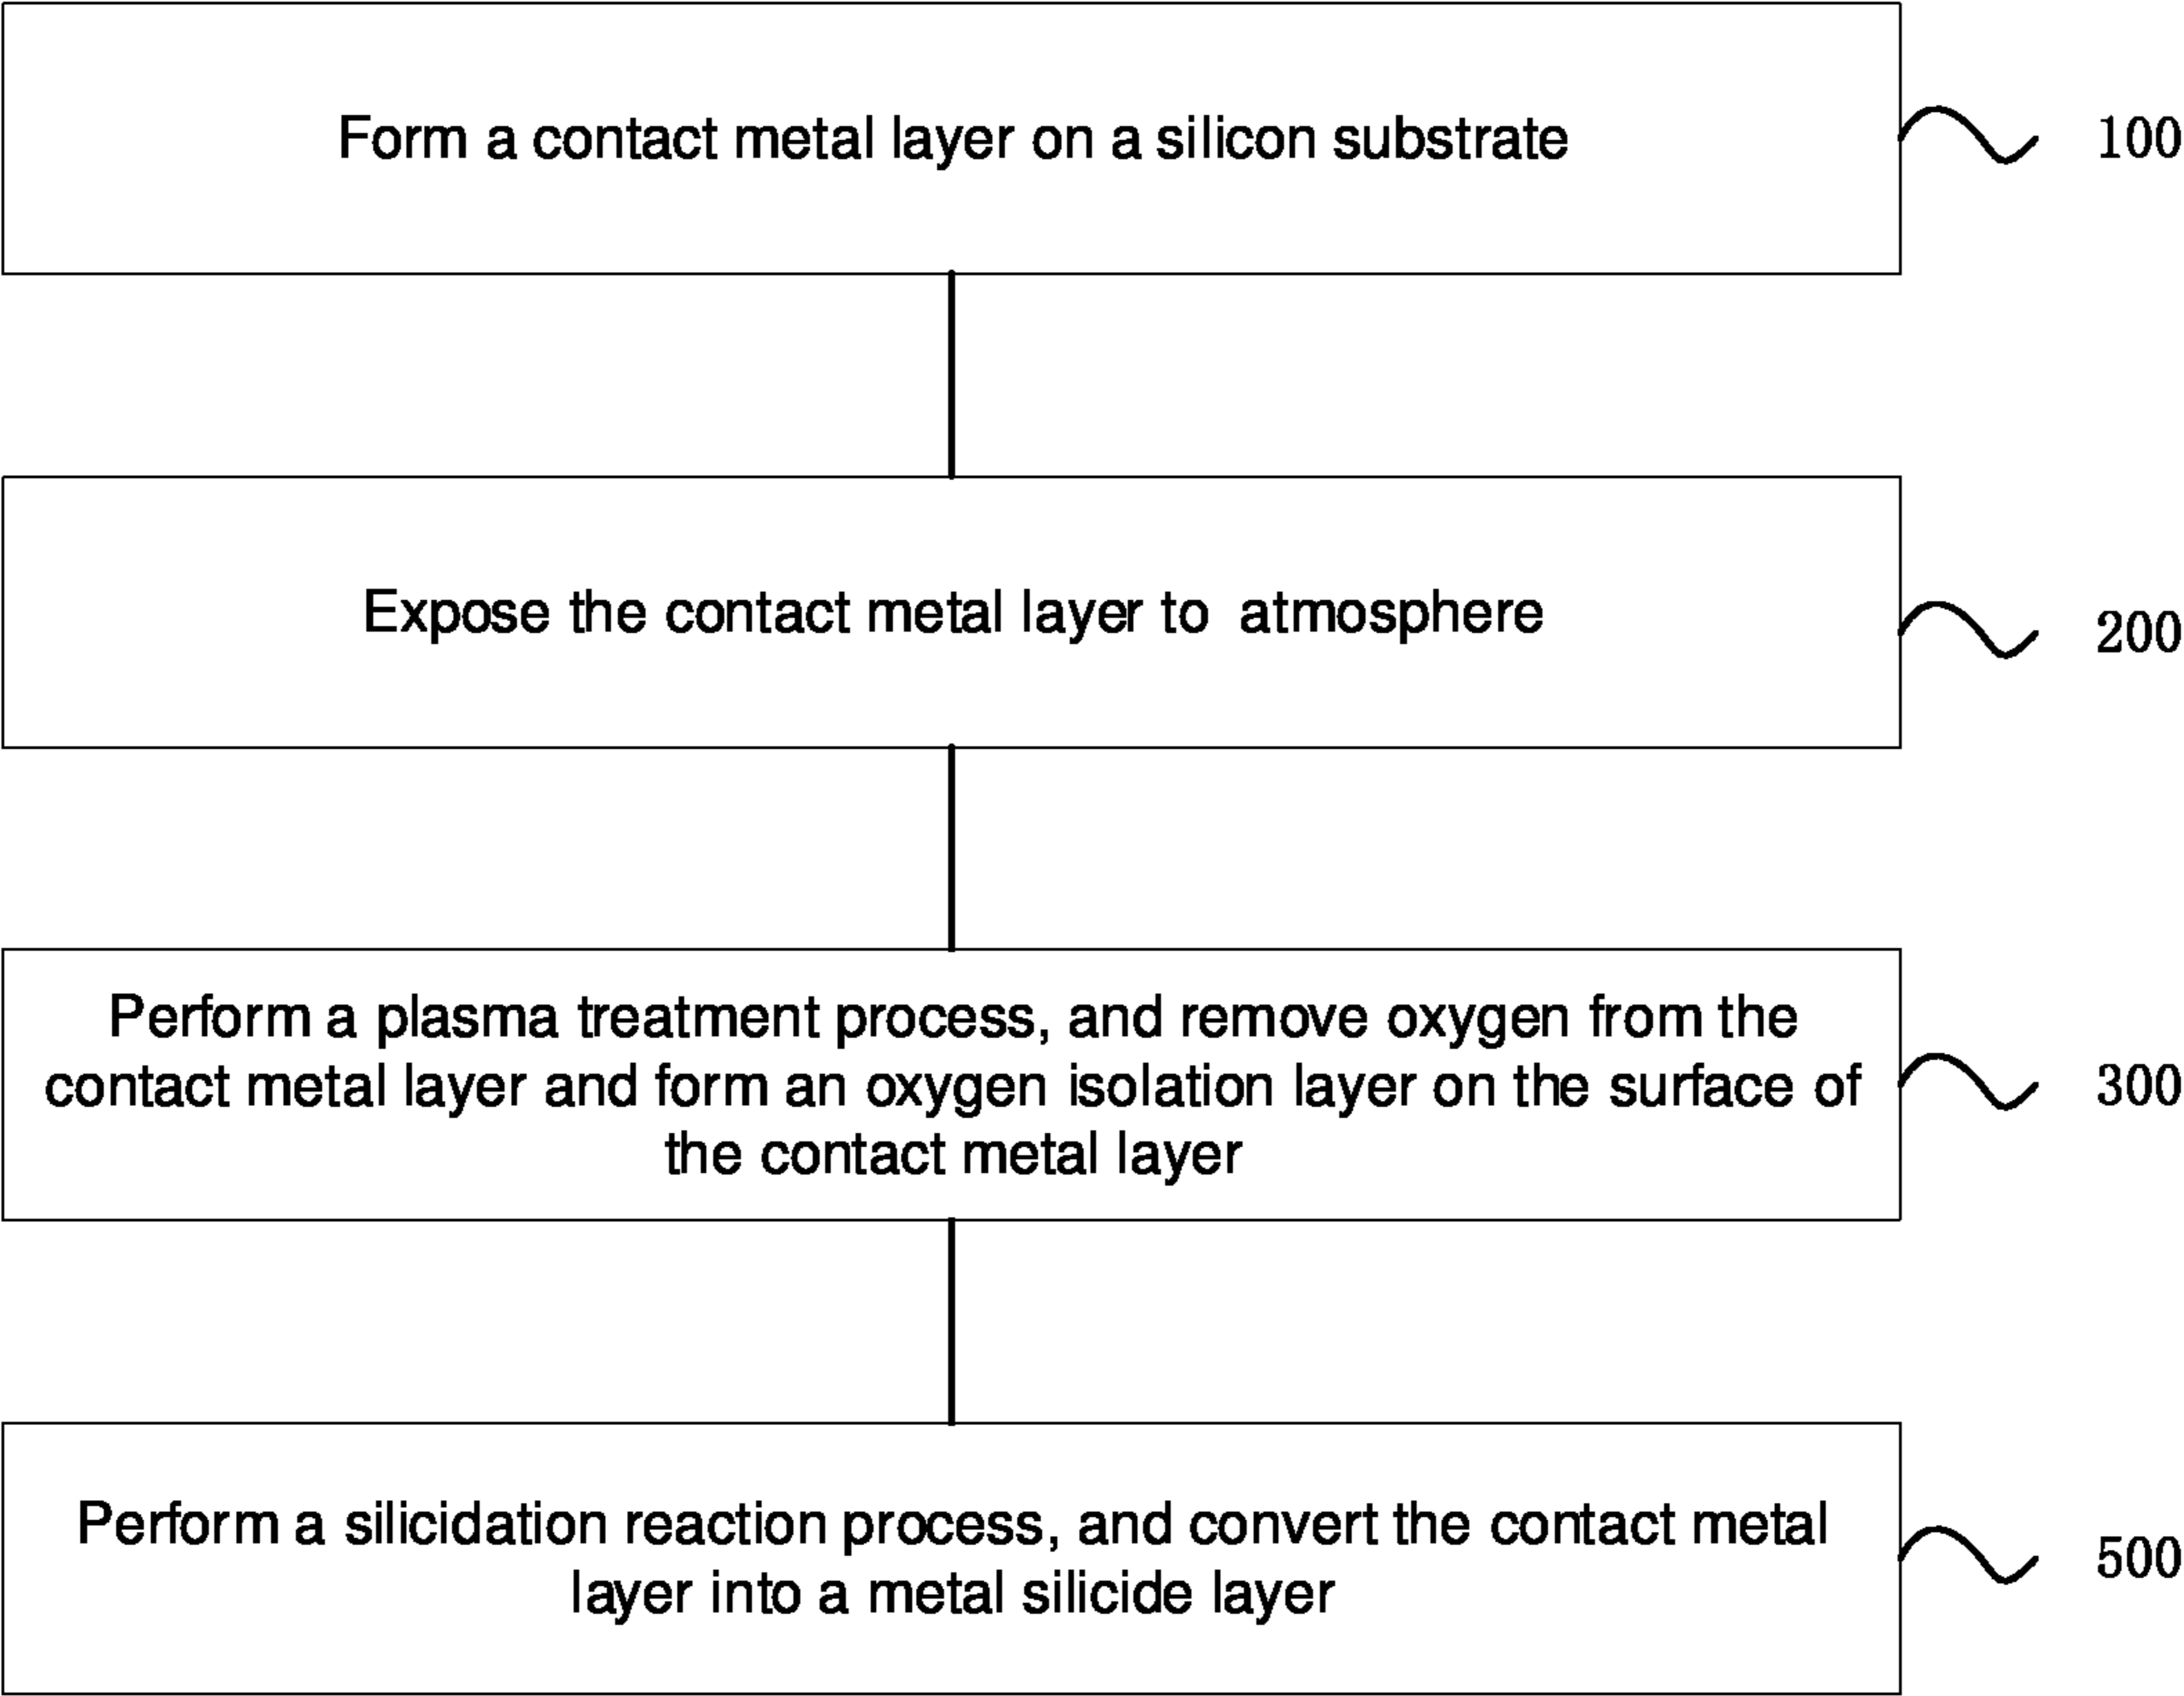 Form a contact metal layer on a silicon substrate
100
Expose the contact metal layer to atmosphere
200
Perform a plasma treatment process, and remove oxygen from the
contact metal layer and form an oxygen isolation layer on the surface of
the contact metal layer
300
Perform a silicidation reaction process, and convert the contact metal
layer into a metal silicide layer
500